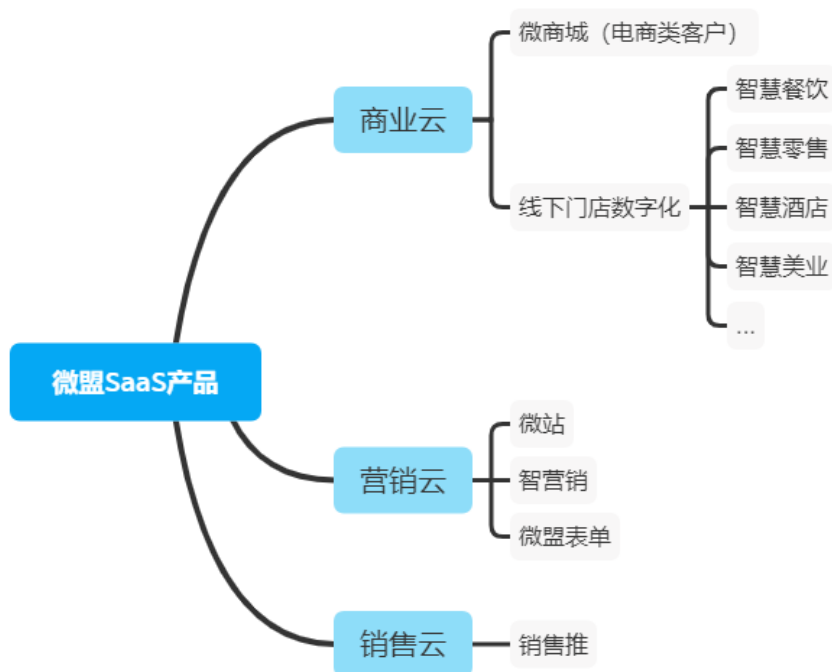 微盟SaaS产品
商业云
微商城（电商类客户）
线下门店数字化
智慧餐饮
智慧零售
智慧酒店
智慧美业
...
营销云
微站
智营销
微盟表单
销售云
销售推